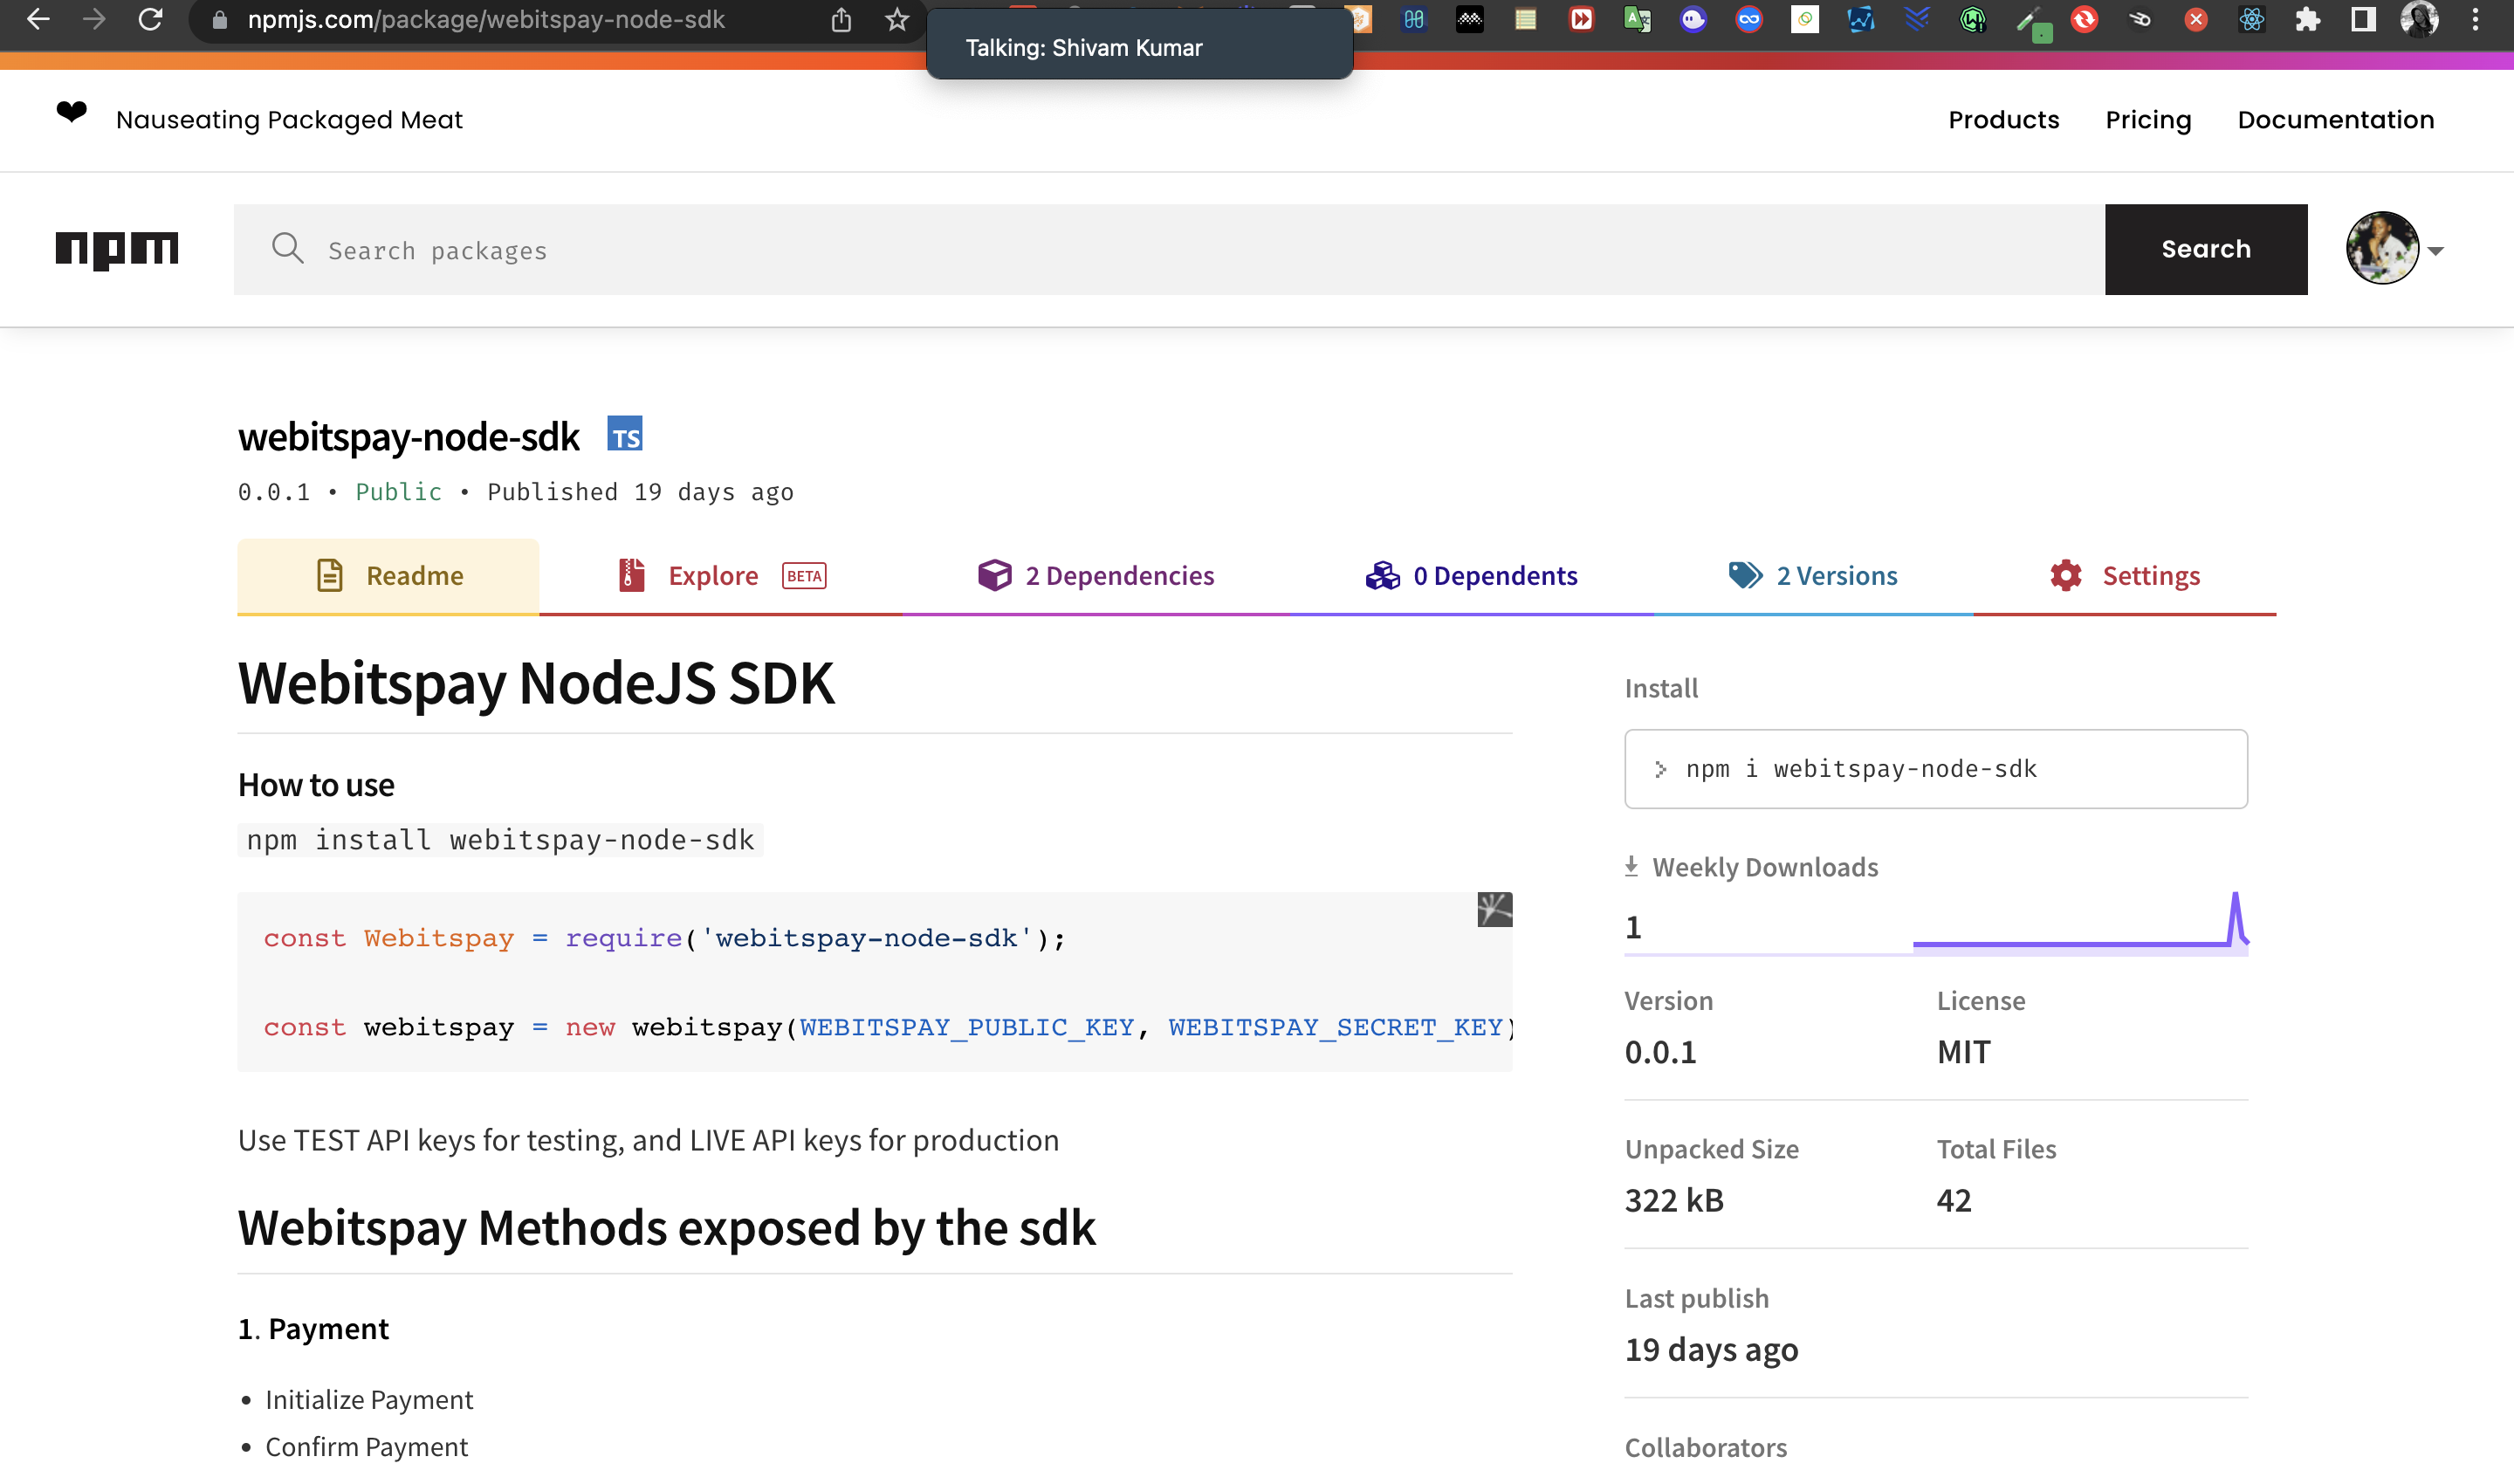 npmjs.com/package/webitspay-node-sdk
Talking: Shivam Kumar
Nauseating Packaged Meat
Products
Pricing
Documentation
npm
Search packages
Search
webitspay-node-sdk
TS
0.0.1 • Public • Published 19 days ago
Readme
Explore BETA
2 Dependencies
0 Dependents
2 Versions
Settings
Webitspay NodeJS SDK
How to use
npm install webitspay-node-sdk
const Webitspay = require('webitspay-node-sdk');
const webitspay = new webitspay(WEBITSPAY_PUBLIC_KEY, WEBITSPAY_SECRET_KEY)
Use TEST API keys for testing, and LIVE API keys for production
Webitspay Methods exposed by the sdk
1. Payment
• Initialize Payment
• Confirm Payment
Install
> npm i webitspay-node-sdk
Weekly Downloads
1
Version
License
0.0.1
MIT
Unpacked Size
Total Files
322 kB
42
Last publish
19 days ago
Collaborators